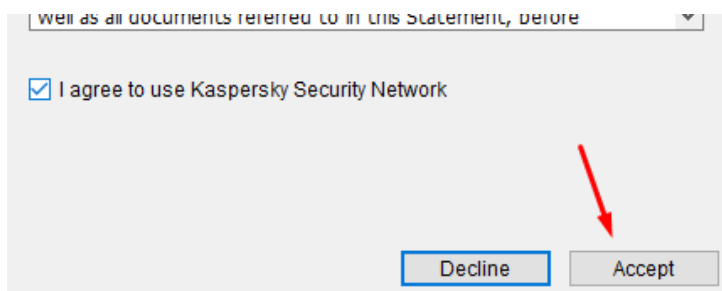 well as all documents referred to in this Statement, before
I agree to use Kaspersky Security Network
Decline Accept